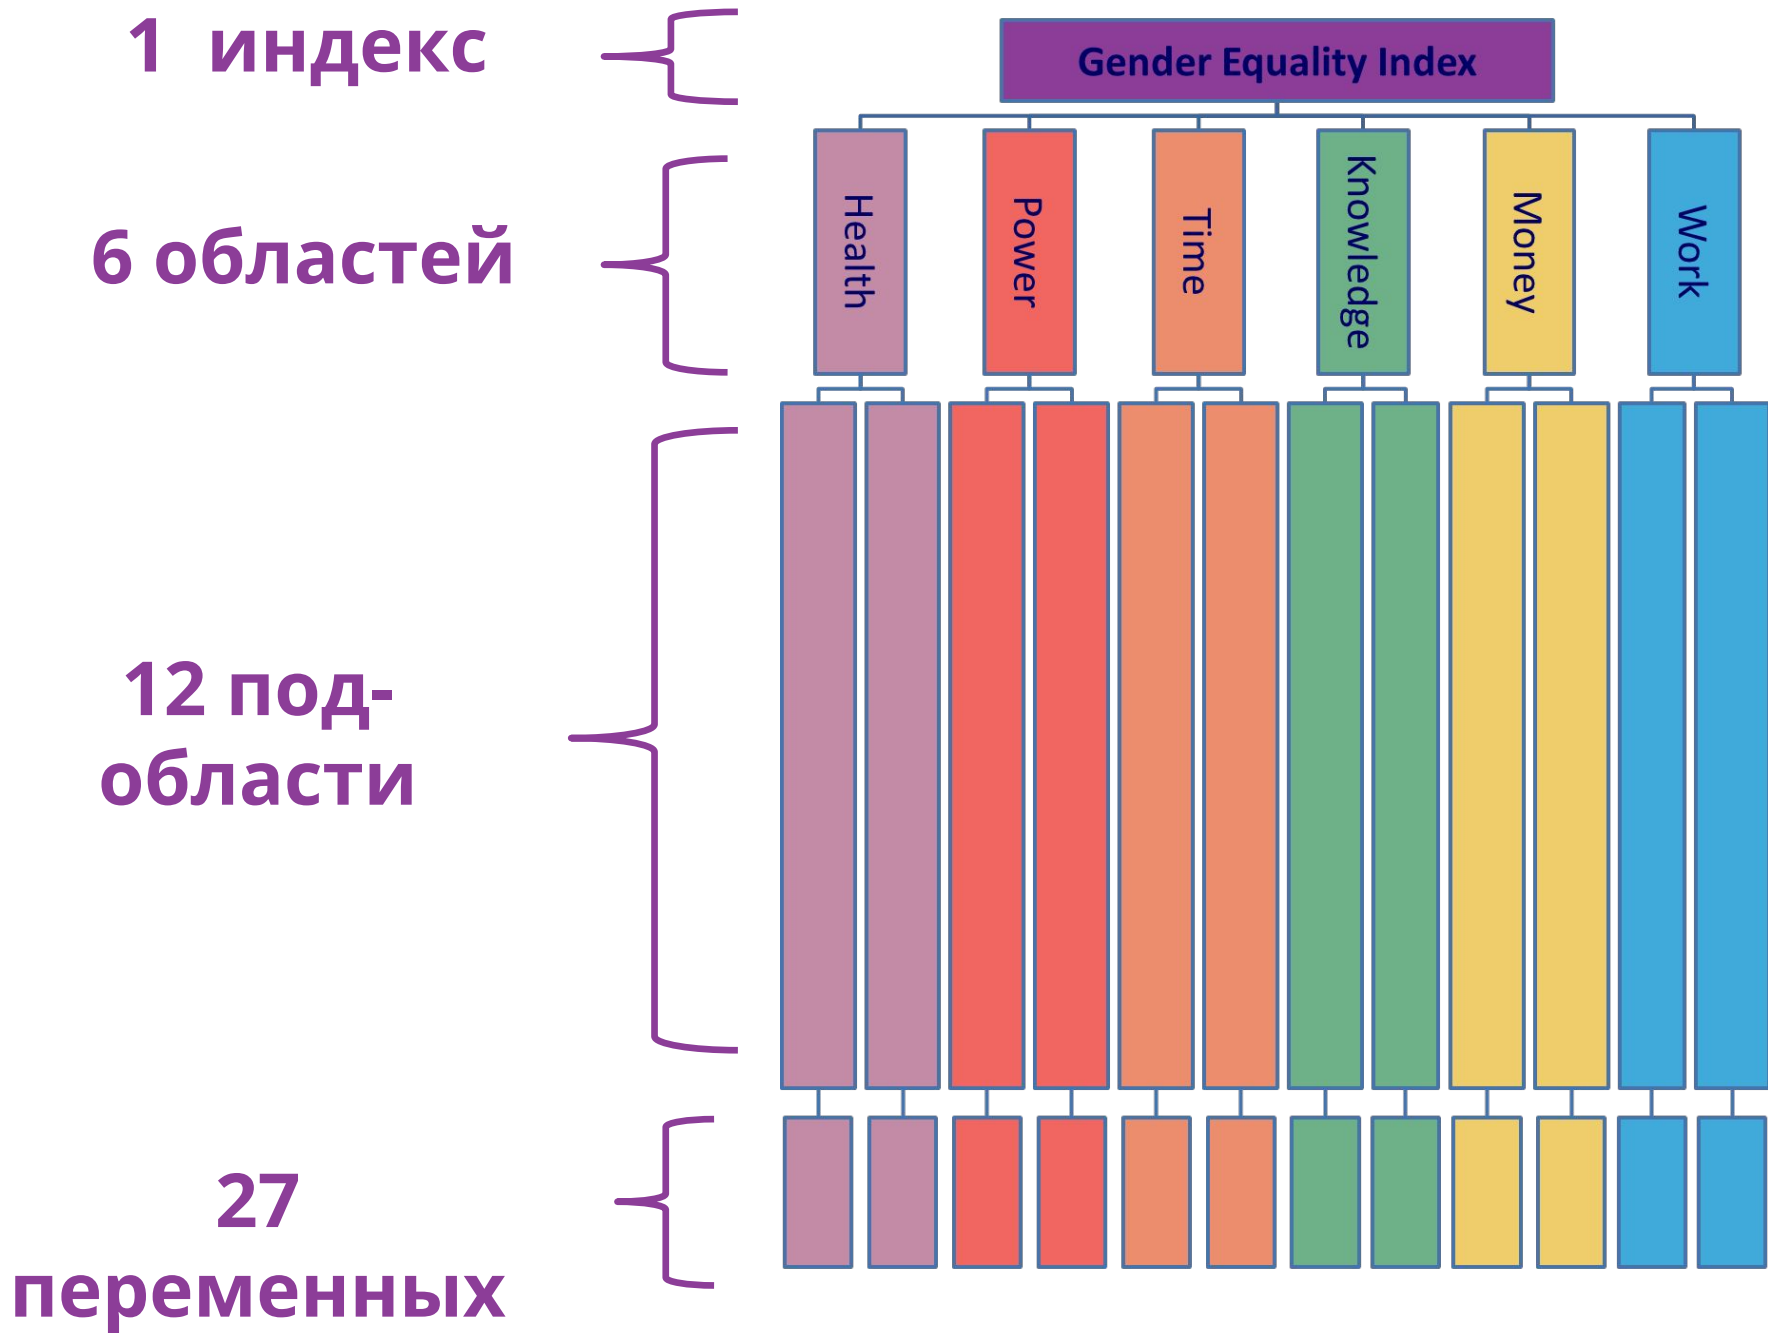 1 индекс
Gender Equality Index
6 областей
Health
Power
Time
Knowledge
Money
Work
12 под-
области
27
переменных